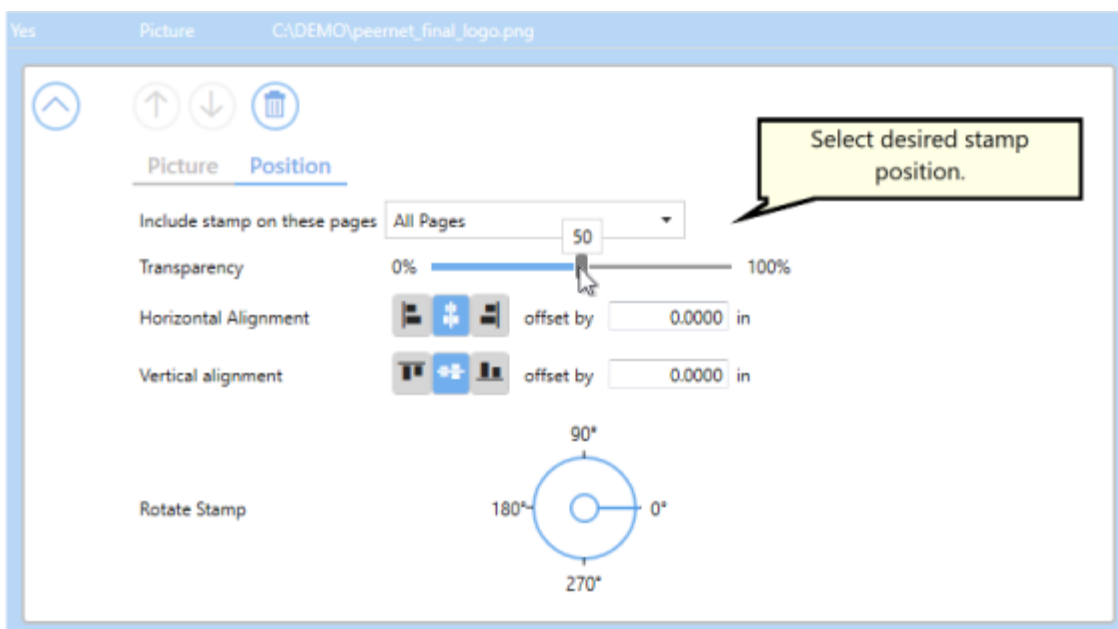 Yes Picture C:\DEMO\peernet_final_logo.png
Select desired stamp
position.
Picture Position
Include stamp on these pages All Pages
50
Transparency 0% 100%
Horizontal Alignment offset by 0.0000 in
Vertical alignment offset by 0.0000 in
90°
Rotate Stamp 180° 0°
270°